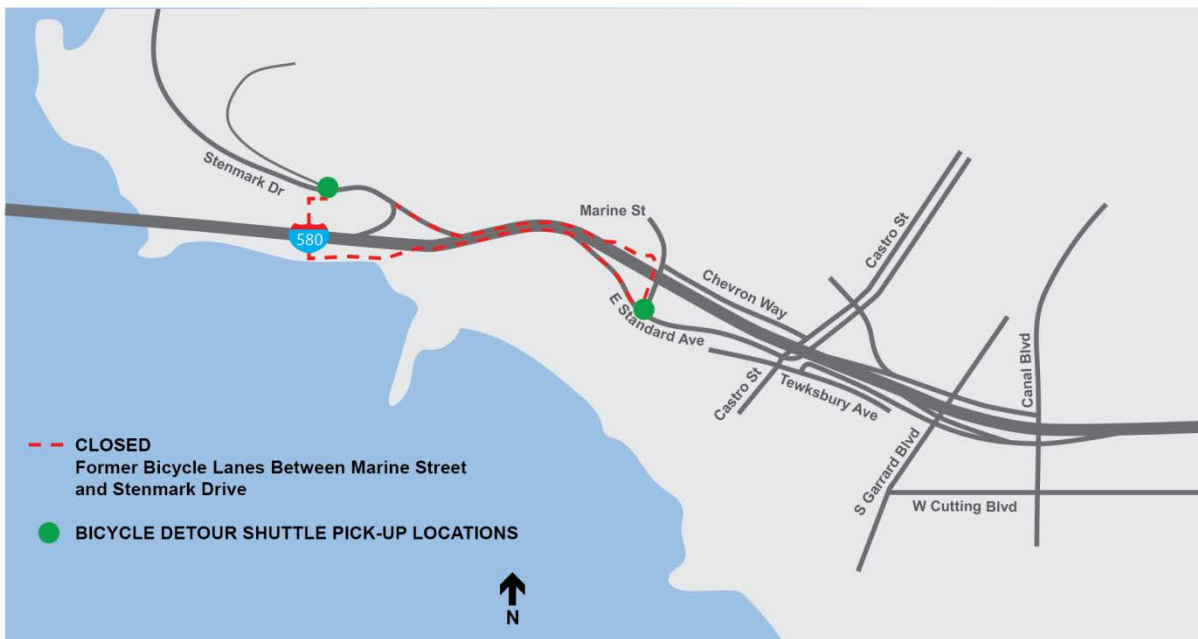 Stenmark Dr
580
Marine St
Castro St
Chevron Way
E Standard Ave
Castro St
Tewksbury Ave
Canal Blvd
S Garrard Blvd
W Cutting Blvd
CLOSED
Former Bicycle Lanes Between Marine Street
and Stenmark Drive
BICYCLE DETOUR SHUTTLE PICK-UP LOCATIONS
N